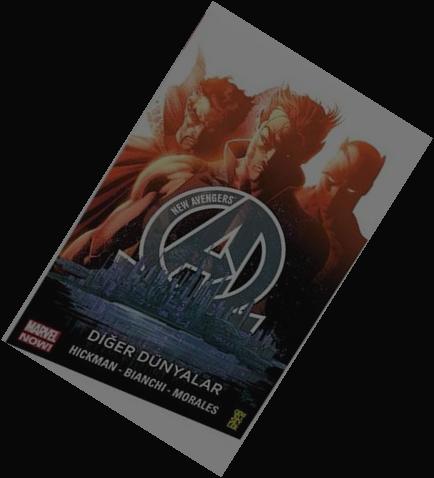 NEW AVENGERS
MARVEL
NOW!
DİĞER DÜNYALAR
HICKMAN - BIANCHI - MORALES